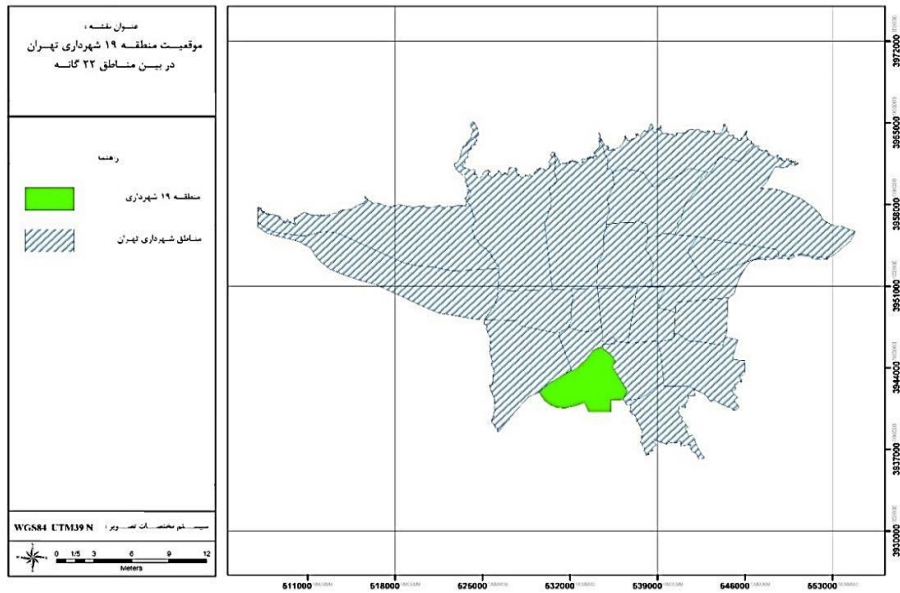 عنوان نقشه :
موقعیت منطقه ۱۹ شهرداری تهران
در بین مناطق ۲۲ گانه
راهنما
منطقه ۱۹ شهرداری
مناطق شهرداری تهران
سیستم مختصات تصویر : WGS84 UTM39 N
0 1/5 3 6 9 12
Meters
3972000
3965000
3958000
3951000
3944000
3937000
3930000
511000 518000 525000 532000 539000 546000 553000